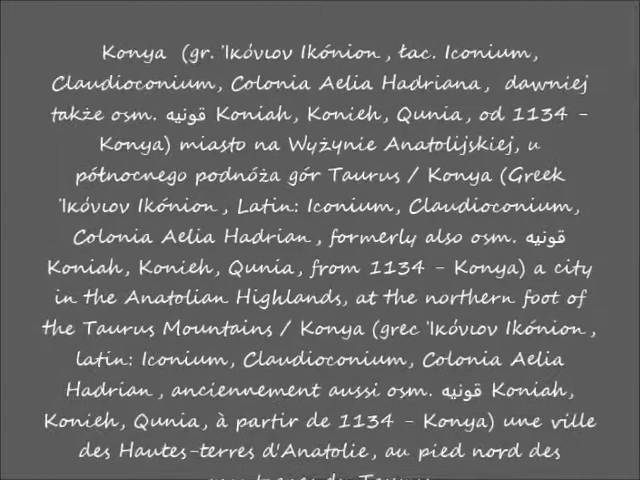 Konya (gr. Ἰκόνιον Ikónion , łac. Iconium,
Claudioconium, Colonia Aelia Hadriana, dawniej
także osm. قونیه Koniah, Konieh, Qunia, od 1134 -
Konya) miasto na Wyżynie Anatolijskiej, u
północnego podnóża gór Taurus / Konya (Greek
Ἰκόνιον Ikónion , Latin: Iconium, Claudioconium,
Colonia Aelia Hadrian , formerly also osm. قونیه
Koniah, Konieh, Qunia, from 1134 - Konya) a city
in the Anatolian Highlands, at the northern foot of
the Taurus Mountains / Konya (grec Ἰκόνιον Ikónion ,
latin: Iconium, Claudioconium, Colonia Aelia
Hadrian , anciennement aussi osm. قونیه Koniah,
Konieh, Qunia, à partir de 1134 - Konya) une ville
des Hautes-terres d'Anatolie, au pied nord des